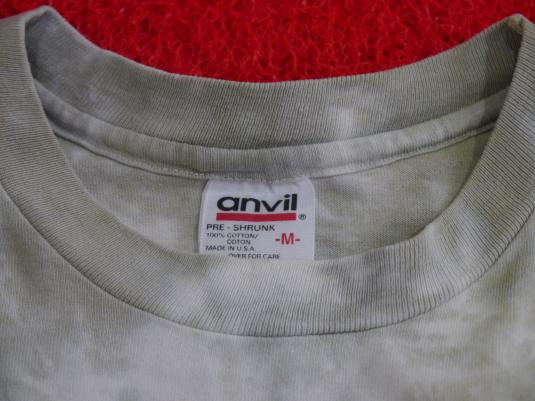 anvil®
PRE - SHRUNK
100% COTTON/
COTON
-M-
MADE IN U.S.A.
OVER FOR CARE